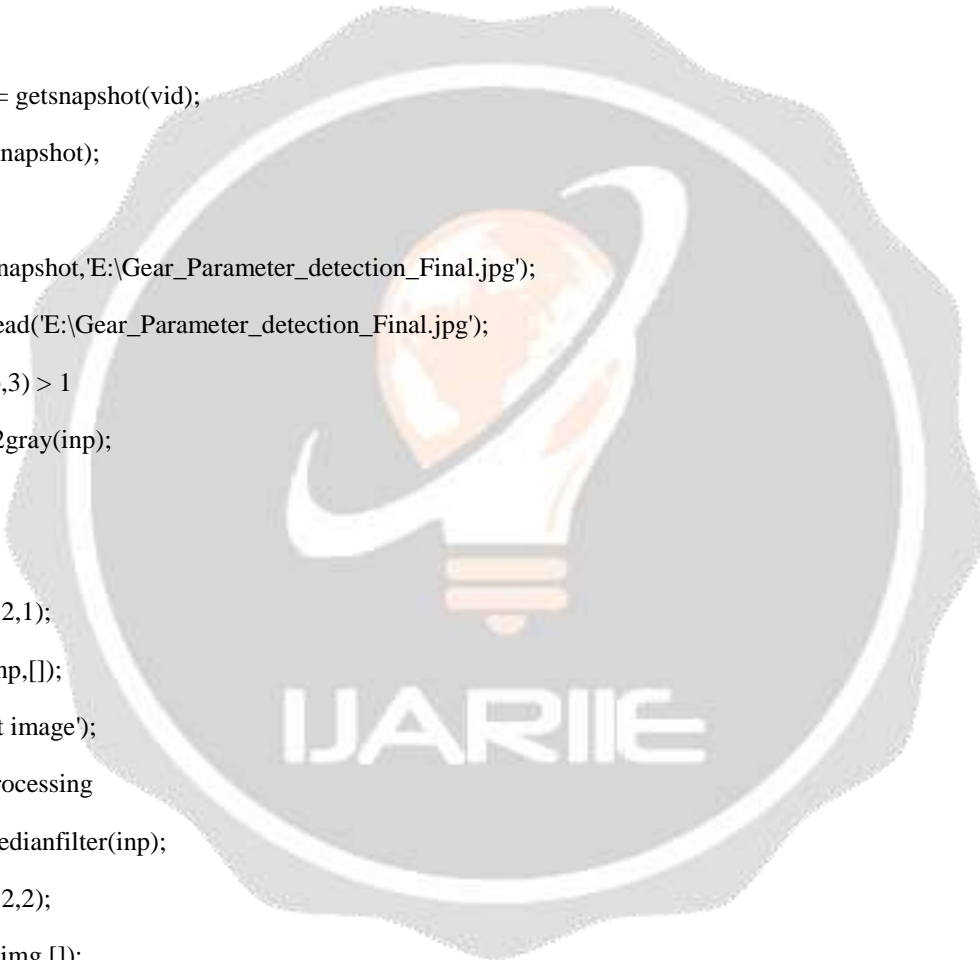 = getsnapshot(vid);
napshot);
napshot,'E:\Gear_Parameter_detection_Final.jpg');
ead('E:\Gear_Parameter_detection_Final.jpg');
,3) > 1
2gray(inp);
2,1);
np,[]);
t image');
rocessing
edianfilter(inp);
2,2);
img,[]);
IJARIIE